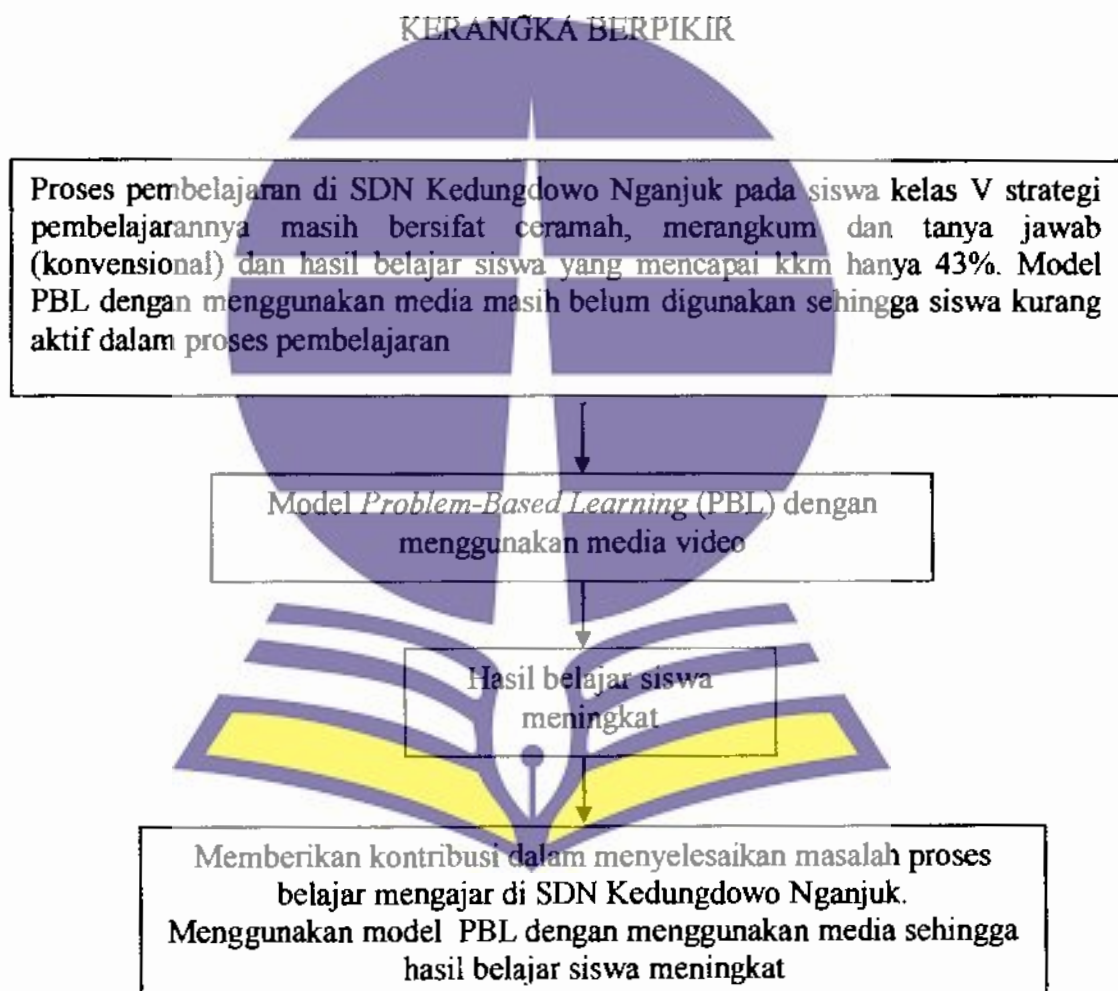 KERANGKA BERPIKIR
Proses pembelajaran di SDN Kedungdowo Nganjuk pada siswa kelas V strategi
pembelajarannya masih bersifat ceramah, merangkum dan tanya jawab
(konvensional) dan hasil belajar siswa yang mencapai kkm hanya 43%. Model
PBL dengan menggunakan media masih belum digunakan sehingga siswa kurang
aktif dalam proses pembelajaran
Model Problem-Based Learning (PBL) dengan
menggunakan media video
Hasil belajar siswa
meningkat
Memberikan kontribusi dalam menyelesaikan masalah proses
belajar mengajar di SDN Kedungdowo Nganjuk.
Menggunakan model PBL dengan menggunakan media sehingga
hasil belajar siswa meningkat